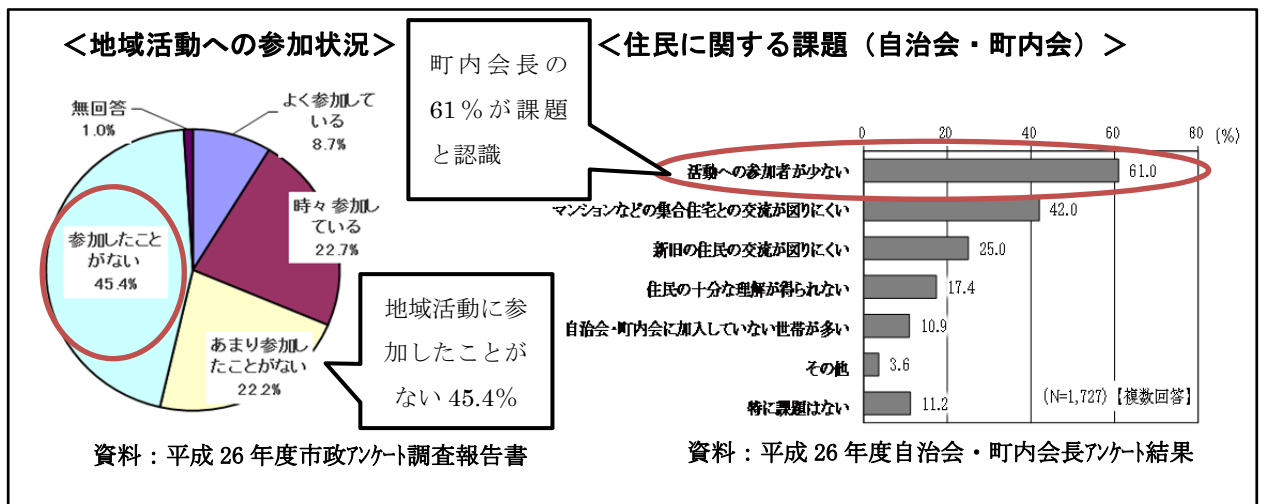 ＜地域活動への参加状況＞
無回答
1.0%
よく参加して
いる
8.7%
時々参加し
ている
22.7%
あまり参加し
たことがない
22.2%
参加したこと
がない
45.4%
地域活動に参
加したことが
ない 45.4%
資料：平成 26 年度市政アンケート調査報告書
町内会長の
61％が課題
と認識
＜住民に関する課題（自治会・町内会）＞
0 20 40 60 80 (%)
活動への参加者が少ない 61.0
マンションなどの集合住宅との交流が図りにくい 42.0
新旧の住民の交流が図りにくい 25.0
住民の十分な理解が得られない 17.4
自治会・町内会に加入していない世帯が多い 10.9
その他 3.6
特に課題はない 11.2
(N=1,727)【複数回答】
資料：平成 26 年度自治会・町内会長アンケート結果